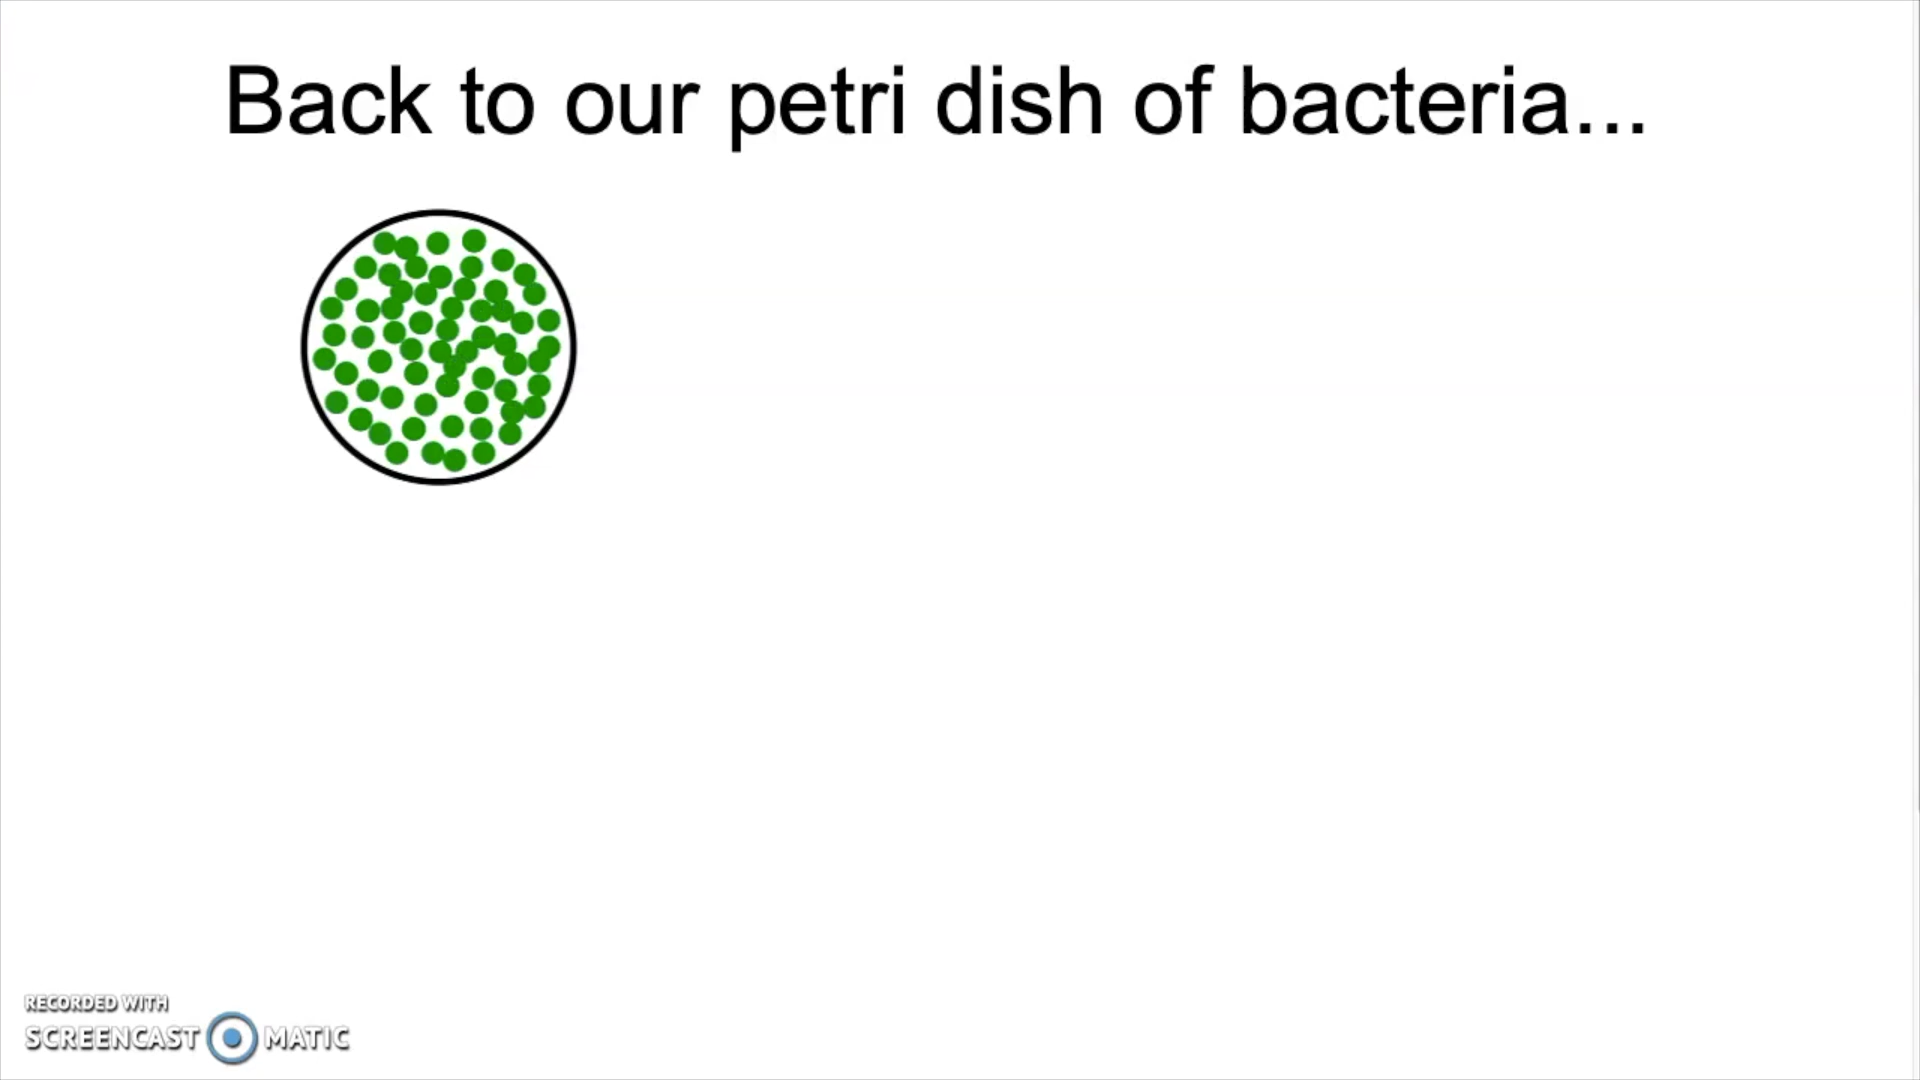 Back to our petri dish of bacteria...
RECORDED WITH
SCREENCAST MATIC